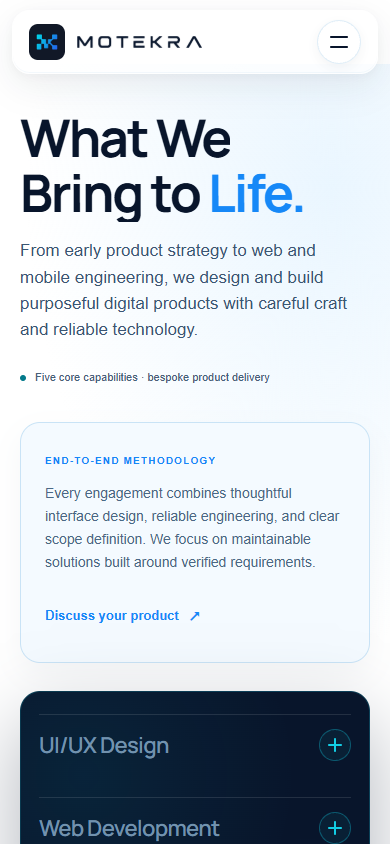 MOTEKRA
What We
Bring to Life.
From early product strategy to web and
mobile engineering, we design and build
purposeful digital products with careful craft
and reliable technology.
Five core capabilities · bespoke product delivery
END-TO-END METHODOLOGY
Every engagement combines thoughtful
interface design, reliable engineering, and clear
scope definition. We focus on maintainable
solutions built around verified requirements.
Discuss your product ↗
UI/UX Design
Web Development